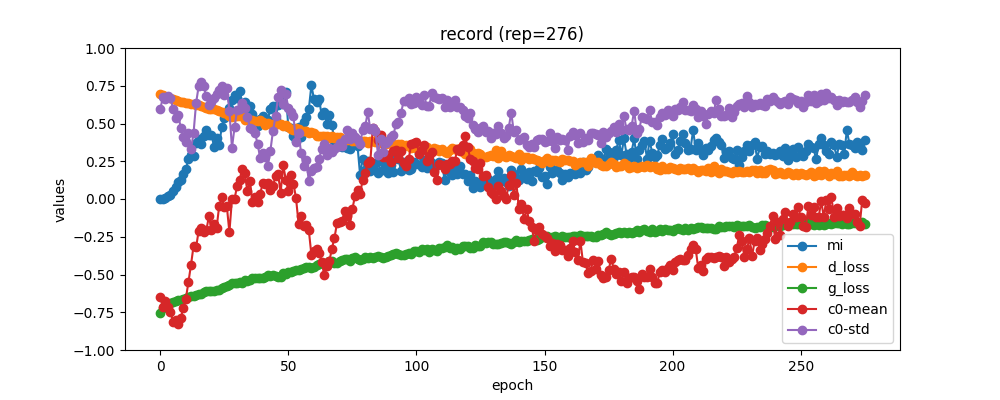 record (rep=276)
values
1.00
0.75
0.50
0.25
0.00
−0.25
−0.50
−0.75
−1.00
0 50 100 150 200 250
epoch
mi
d_loss
g_loss
c0-mean
c0-std